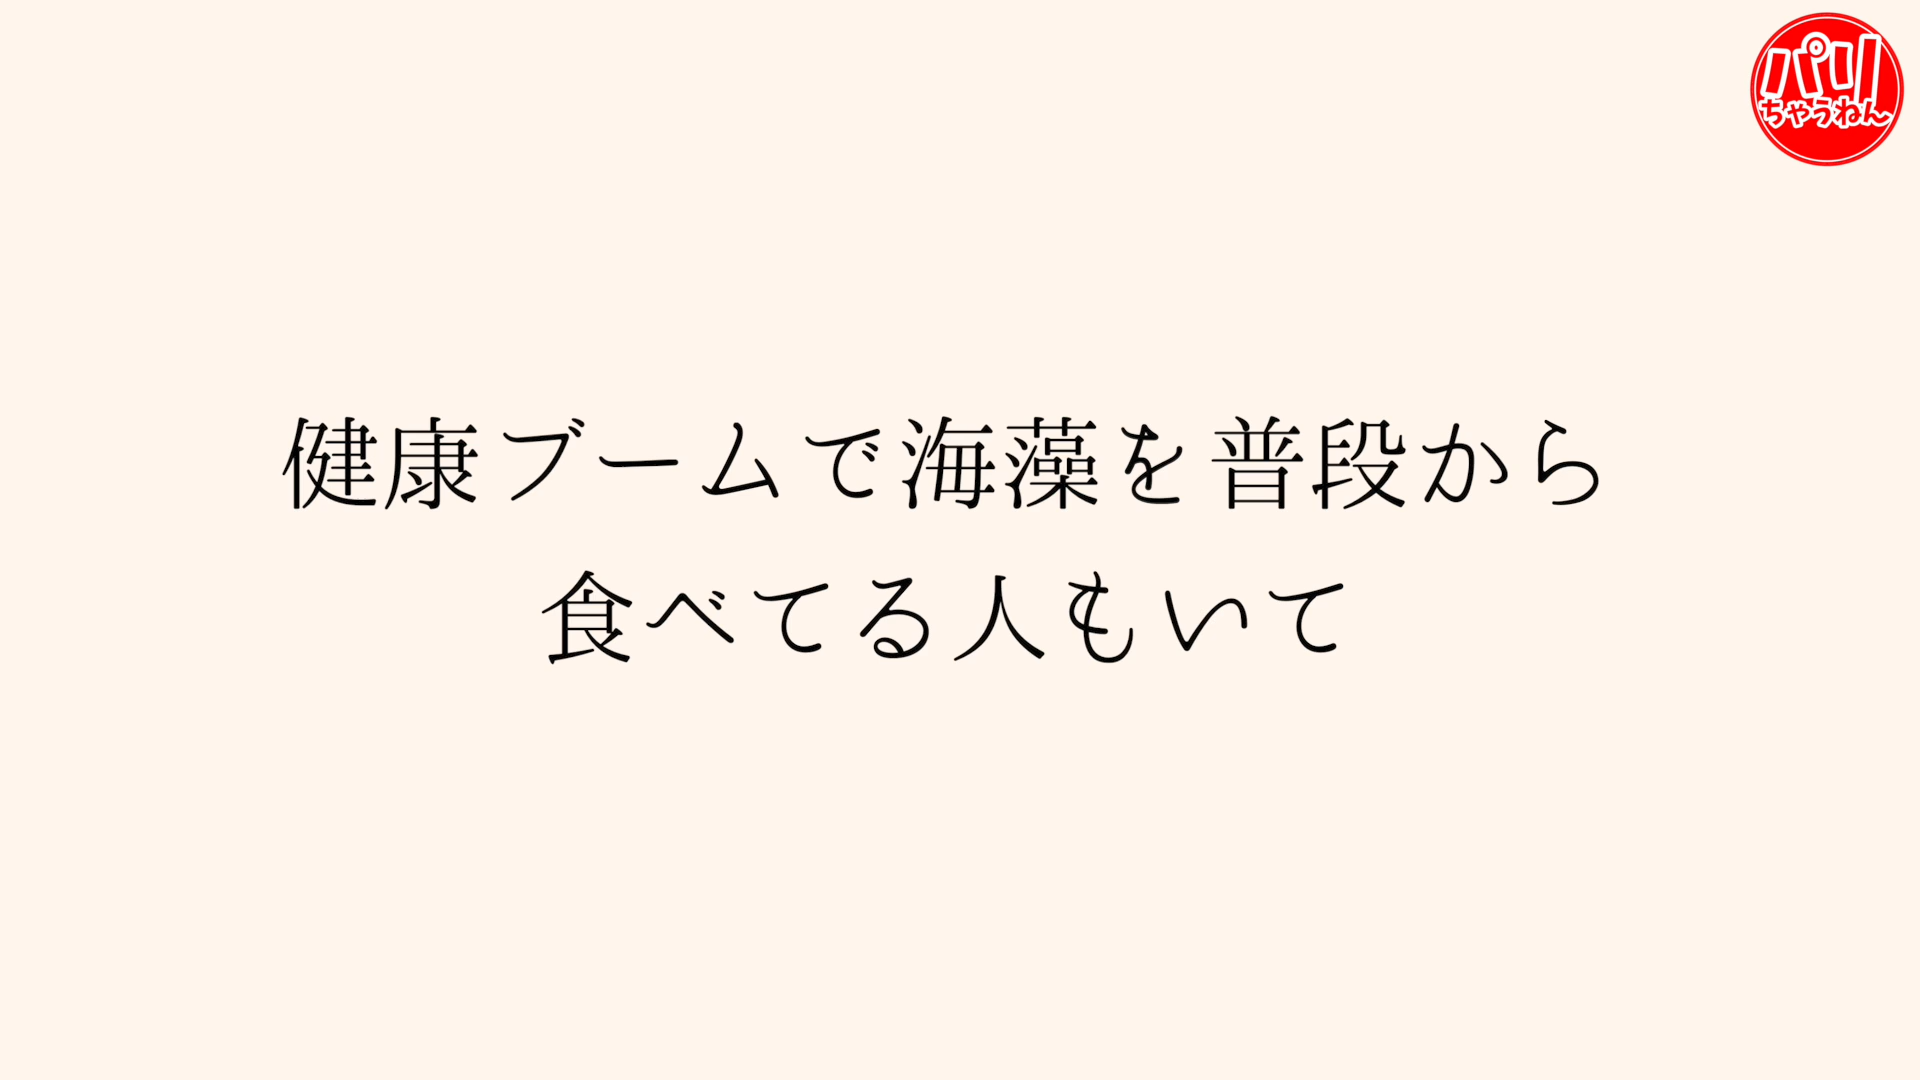 パリ
ちゃうねん
健康ブームで海藻を普段から
食べてる人もいて